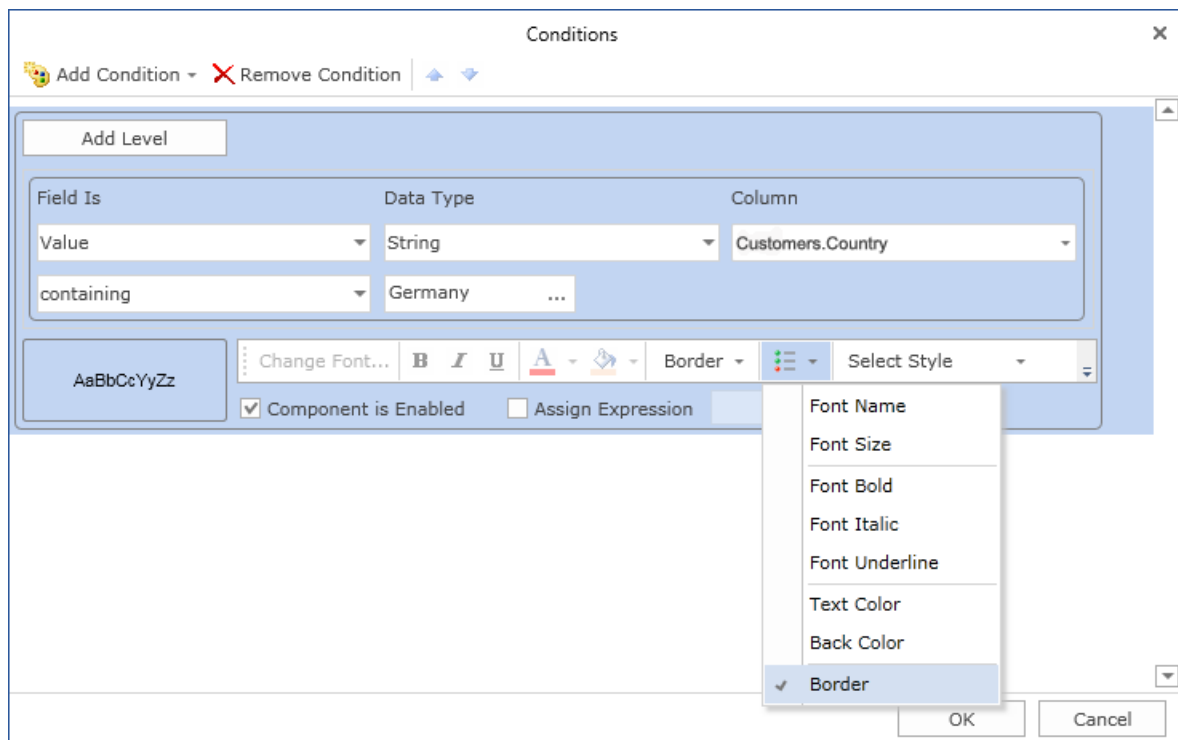 Conditions
Add Condition Remove Condition
Add Level
Field Is Data Type Column
Value String Customers.Country
containing Germany ...
AaBbCcYyZz
Change Font... B I U A Border Select Style
Component is Enabled Assign Expression
Font Name
Font Size
Font Bold
Font Italic
Font Underline
Text Color
Back Color
Border
OK Cancel